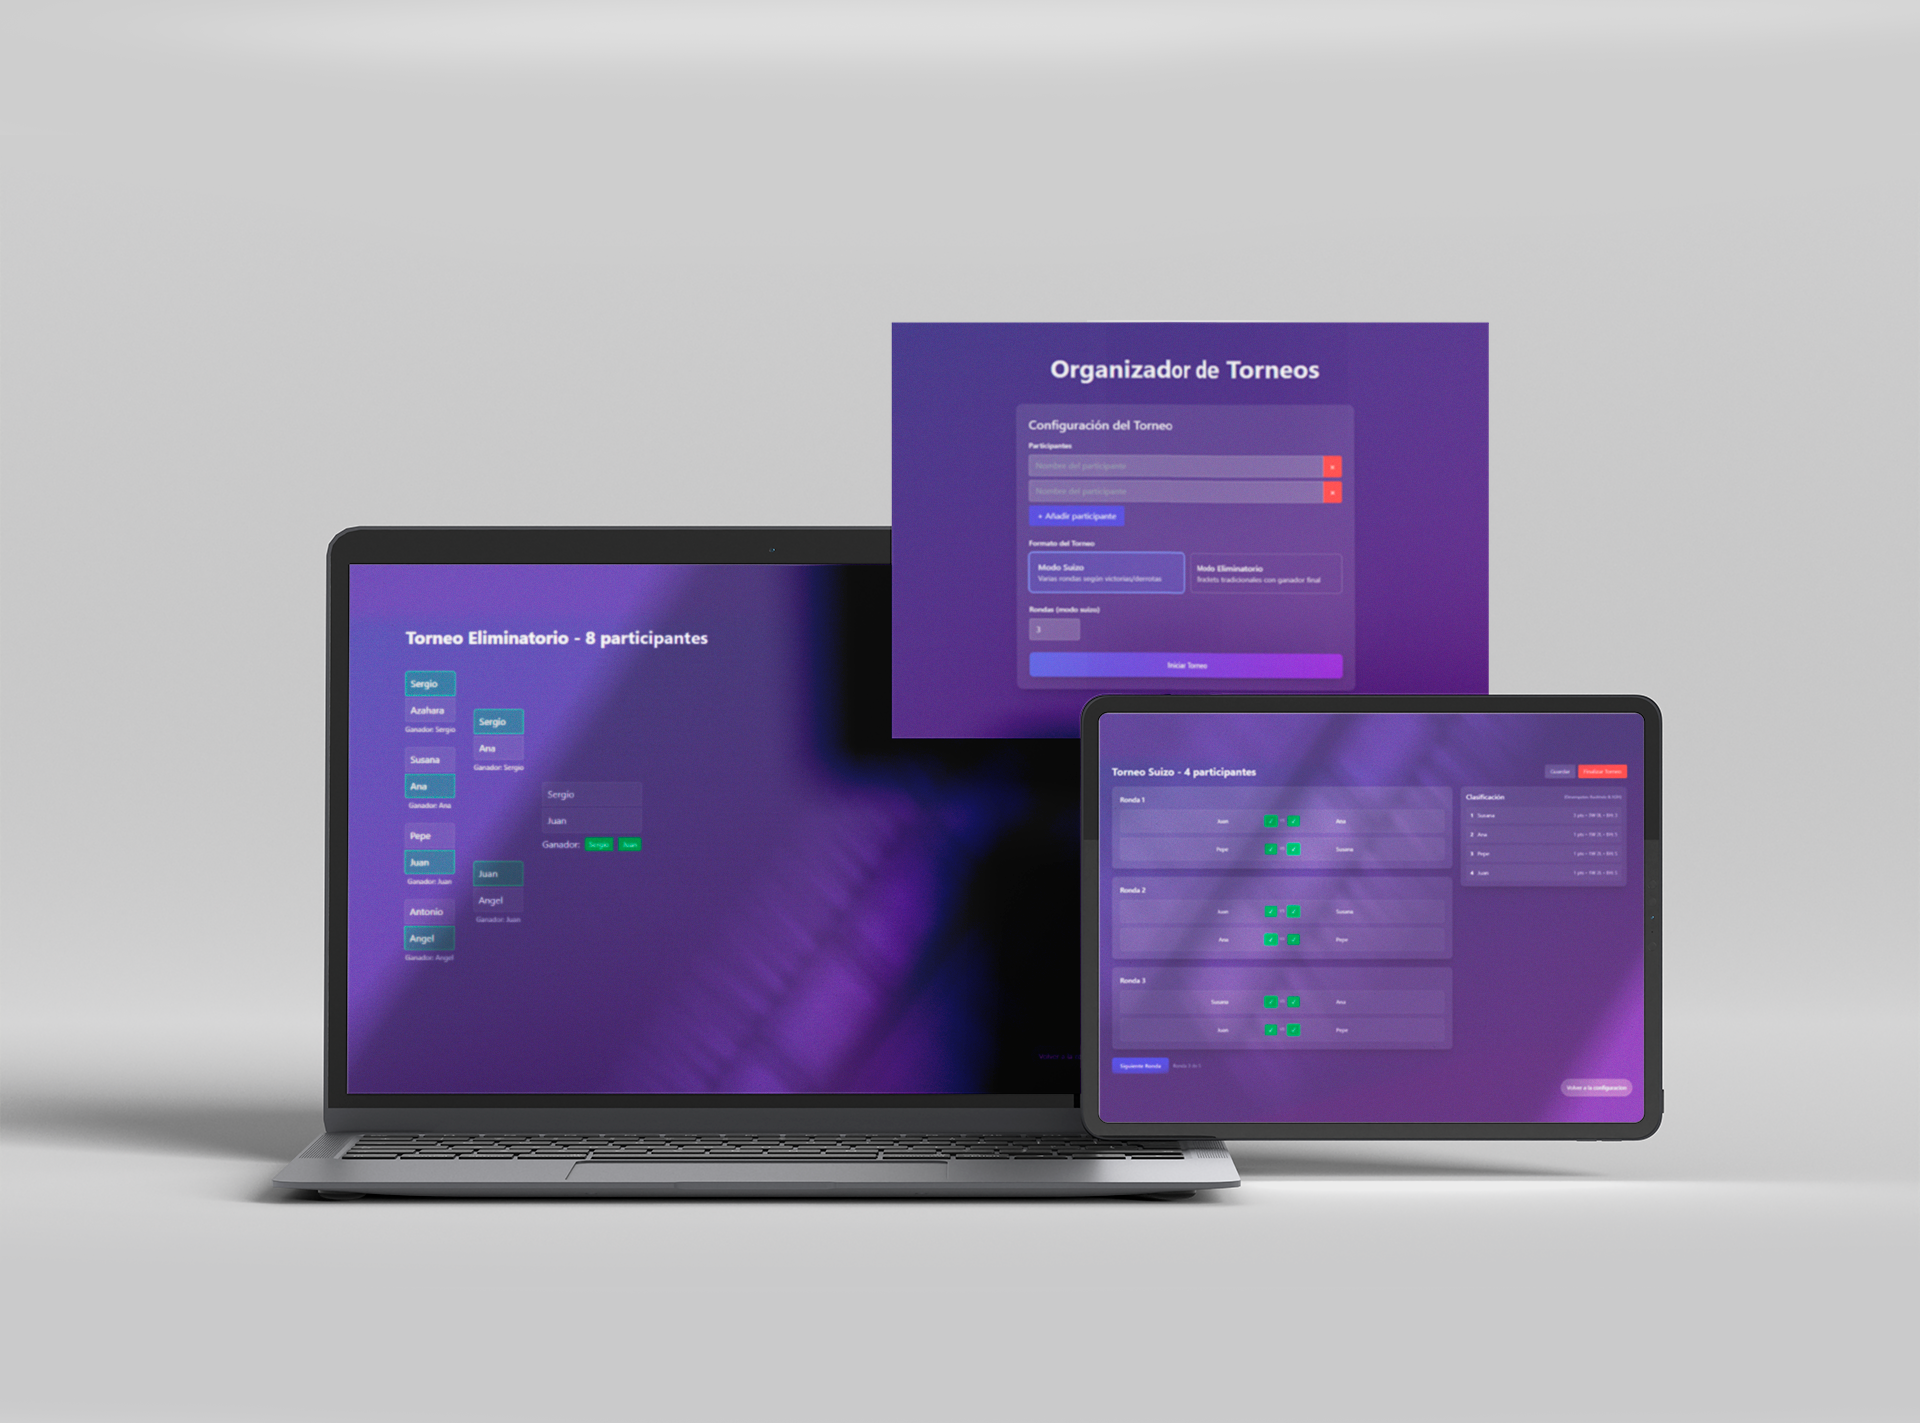 Organizador de Torneos
Configuración del Torneo
Participantes
Nombre del participante
×
Nombre del participante
×
+ Añadir participante
Formato del Torneo
Modo Suizo
Varias rondas según victorias/derrotas
Modo Eliminatorio
Brackets tradicionales con ganador final
Rondas (modo suizo)
3
Iniciar Torneo
Torneo Eliminatorio - 8 participantes
Sergio
Azahara
Ganador: Sergio
Susana
Ana
Ganador: Ana
Pepe
Juan
Ganador: Juan
Antonio
Angel
Ganador: Angel
Sergio
Ana
Ganador: Sergio
Juan
Angel
Ganador: Juan
Sergio
Juan
Ganador: Sergio Juan
Torneo Suizo - 4 participantes
Guardar Finalizar Torneo
Ronda 1
Juan ✓ vs ✓ Ana
Pepe ✓ vs ✓ Susana
Ronda 2
Juan ✓ vs ✓ Susana
Ana ✓ vs ✓ Pepe
Ronda 3
Susana ✓ vs ✓ Ana
Juan ✓ vs ✓ Pepe
Siguiente Ronda
Clasificación
1 Susana
2 Ana
3 Pepe
4 Juan
Volver a la configuracion